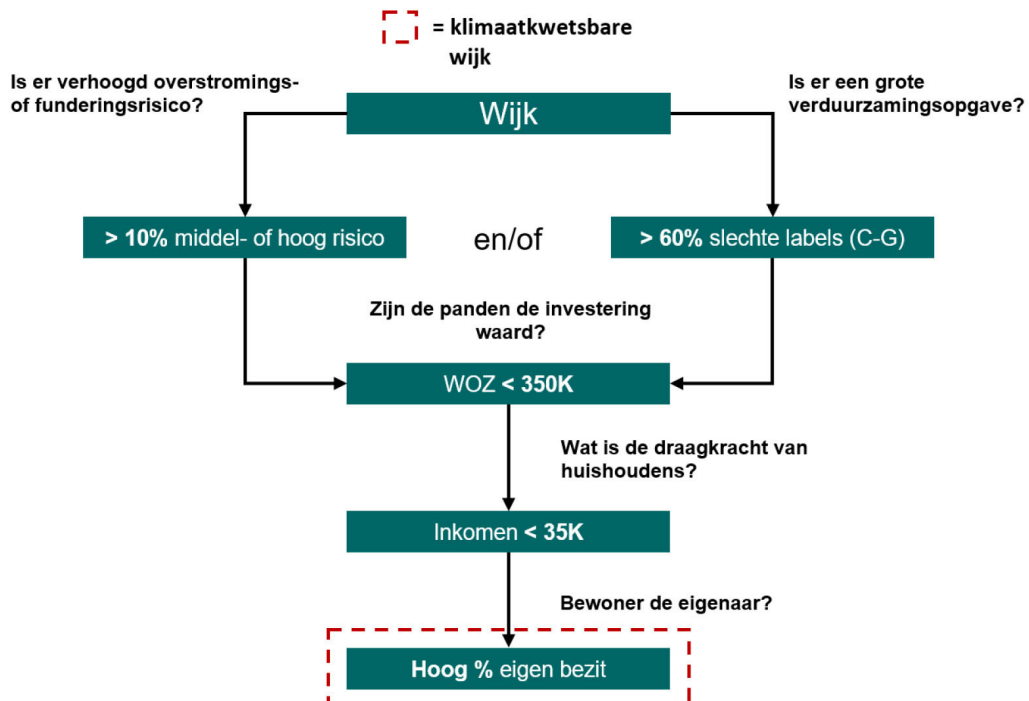 = klimaatkwetsbare
wijk
Is er verhoogd overstromings-
of funderingsrisico?
Is er een grote
verduurzamingsopgave?
Wijk
> 10% middel- of hoog risico
en/of
> 60% slechte labels (C-G)
Zijn de panden de investering
waard?
WOZ < 350K
Wat is de draagkracht van
huishoudens?
Inkomen < 35K
Bewoner de eigenaar?
Hoog % eigen bezit